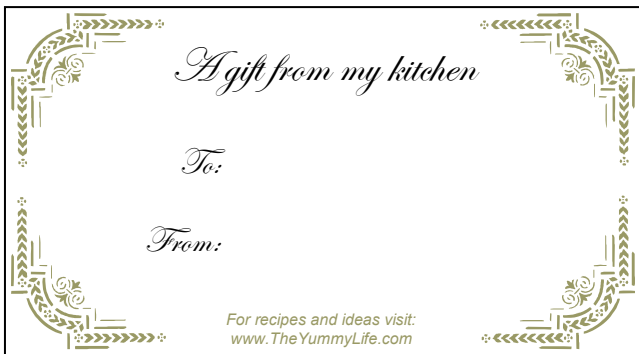 A gift from my kitchen
To:
From:
For recipes and ideas visit:
www.TheYummyLife.com